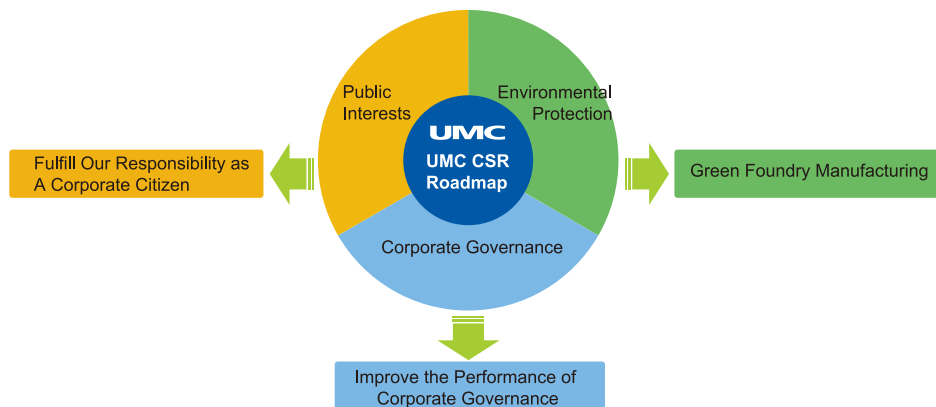 Public
Interests
Environmental
Protection
UMC
UMC CSR
Roadmap
Fulfill Our Responsibility as
A Corporate Citizen
Green Foundry Manufacturing
Corporate Governance
Improve the Performance of
Corporate Governance